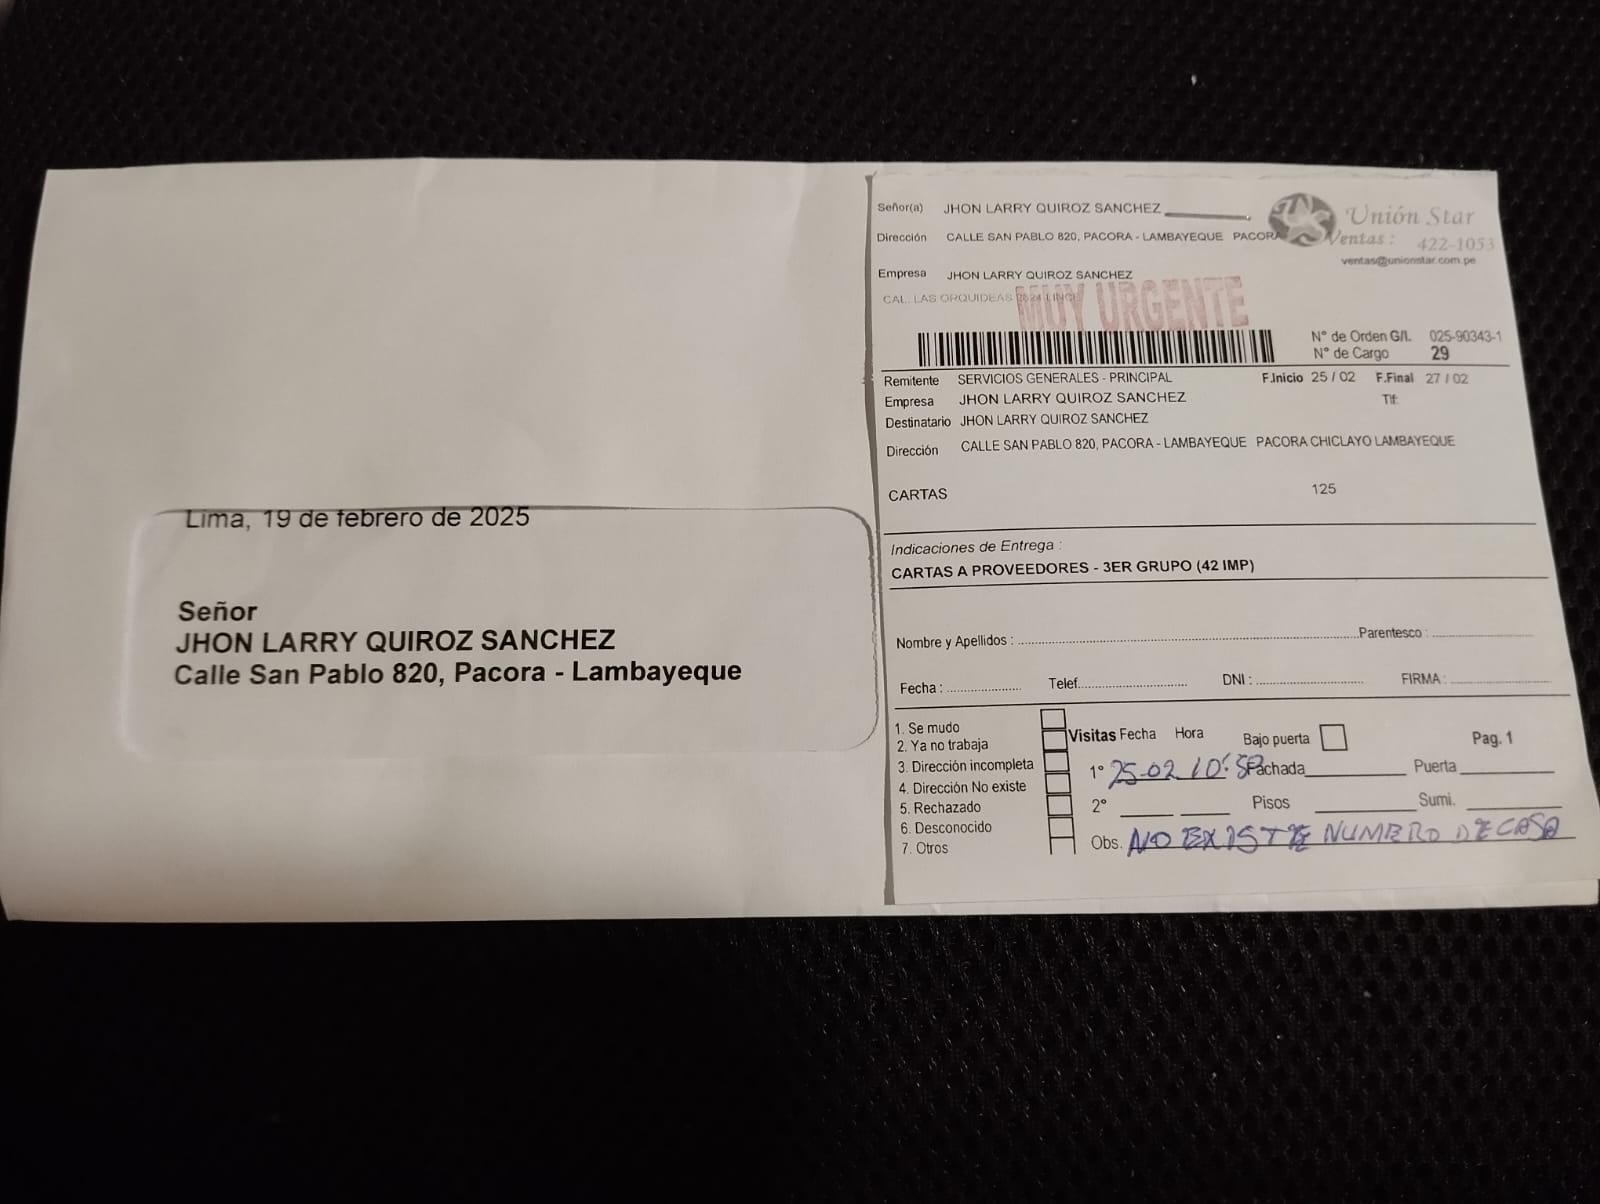 Lima, 19 de febrero de 2025
Señor
JHON LARRY QUIROZ SANCHEZ
Calle San Pablo 820, Pacora - Lambayeque
Señor(a) JHON LARRY QUIROZ SANCHEZ
Unión Star
Dirección CALLE SAN PABLO 820, PACORA - LAMBAYEQUE PACORA
Ventas : 422-1053
ventas@unionstar.com.pe
Empresa JHON LARRY QUIROZ SANCHEZ
CAL. LAS ORQUIDEAS LINCE
MUY URGENTE
N° de Orden G/I. 025-90343-1
N° de Cargo 29
Remitente SERVICIOS GENERALES - PRINCIPAL F.Inicio 25 / 02 F.Final 27 / 02
Empresa JHON LARRY QUIROZ SANCHEZ Tlf:
Destinatario JHON LARRY QUIROZ SANCHEZ
Dirección CALLE SAN PABLO 820, PACORA - LAMBAYEQUE PACORA CHICLAYO LAMBAYEQUE
CARTAS 125
Indicaciones de Entrega :
CARTAS A PROVEEDORES - 3ER GRUPO (42 IMP)
Nombre y Apellidos : Parentesco :
Fecha : Telef. DNI : FIRMA :
1. Se mudo
2. Ya no trabaja
3. Dirección incompleta
4. Dirección No existe
5. Rechazado
6. Desconocido
7. Otros
Visitas Fecha Hora Bajo puerta Pag. 1
1° 25-02 10:50 Fachada Puerta
2° Pisos Sumi.
Obs. NO EXISTE NUMERO DE CASA